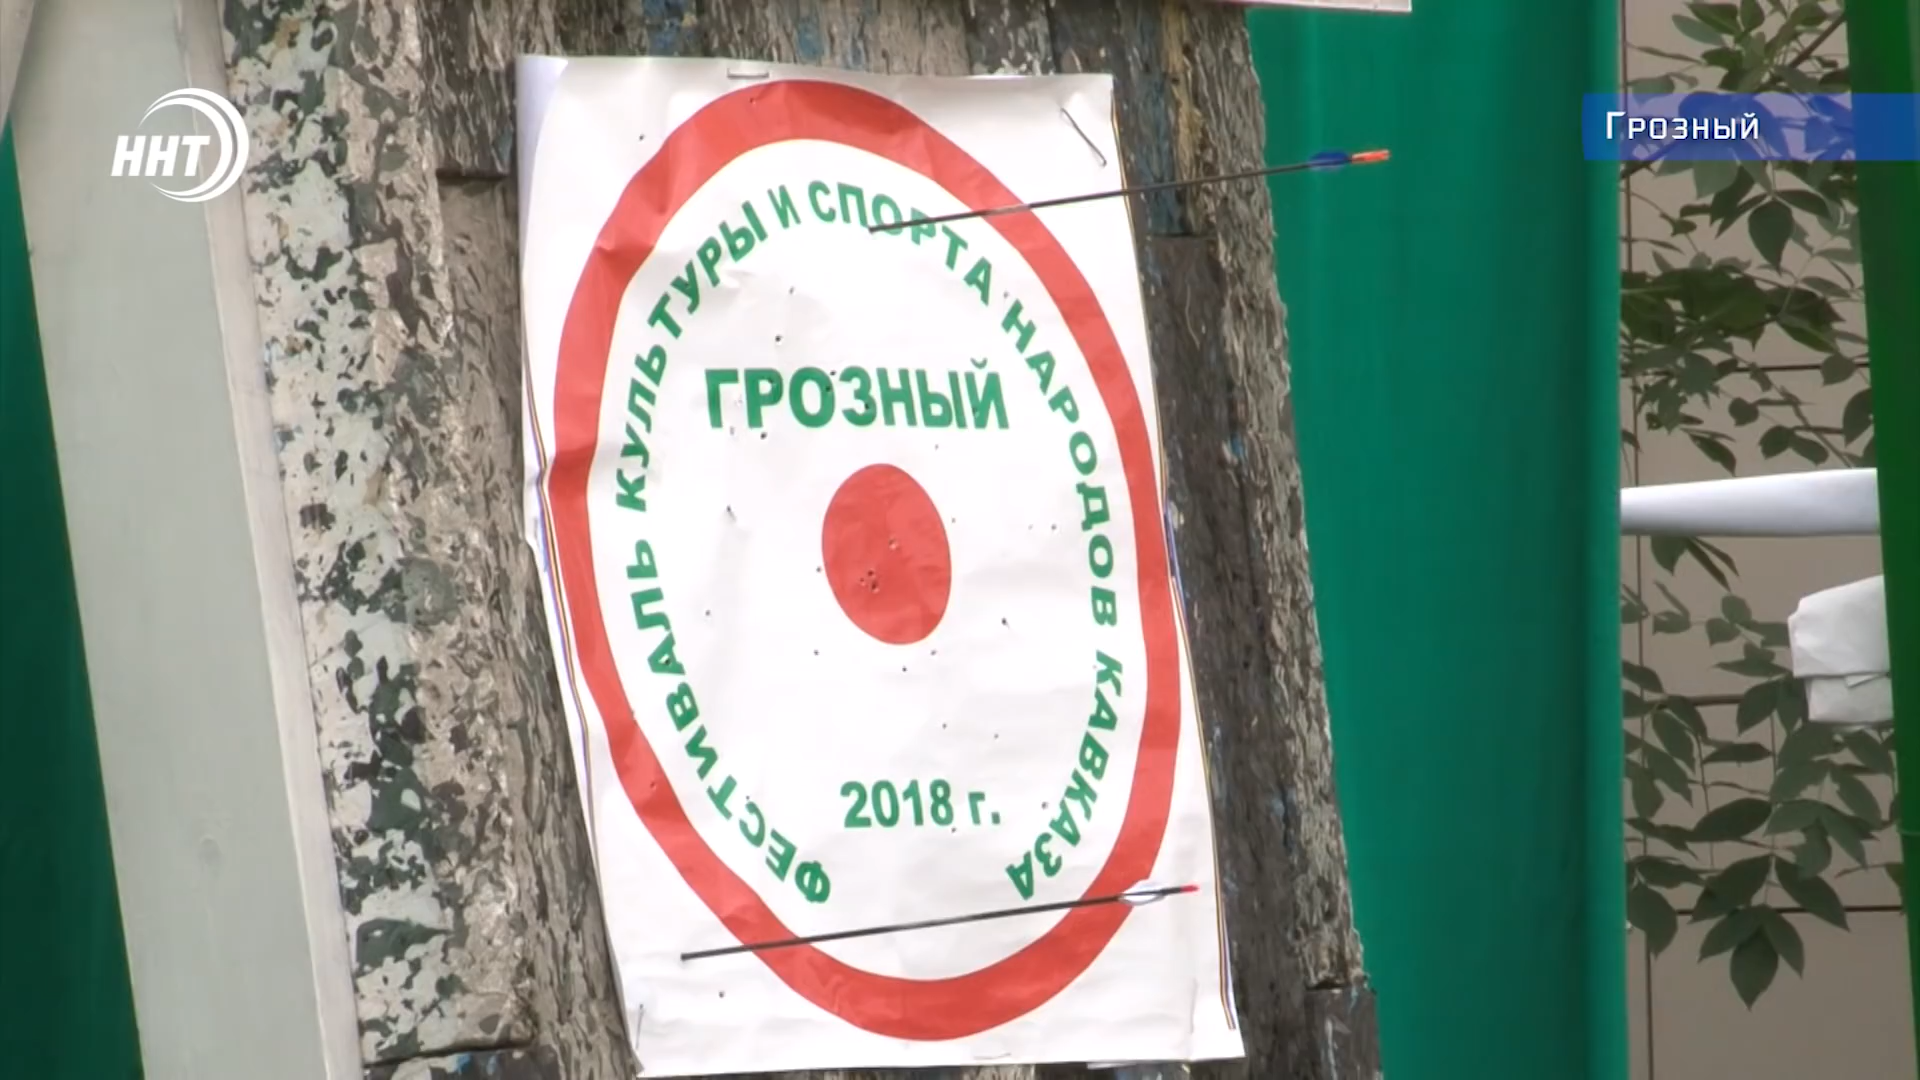 ННТ
Грозный
ФЕСТИВАЛЬ КУЛЬТУРЫ И СПОРТА НАРОДОВ КАВКАЗА
ГРОЗНЫЙ
2018 г.